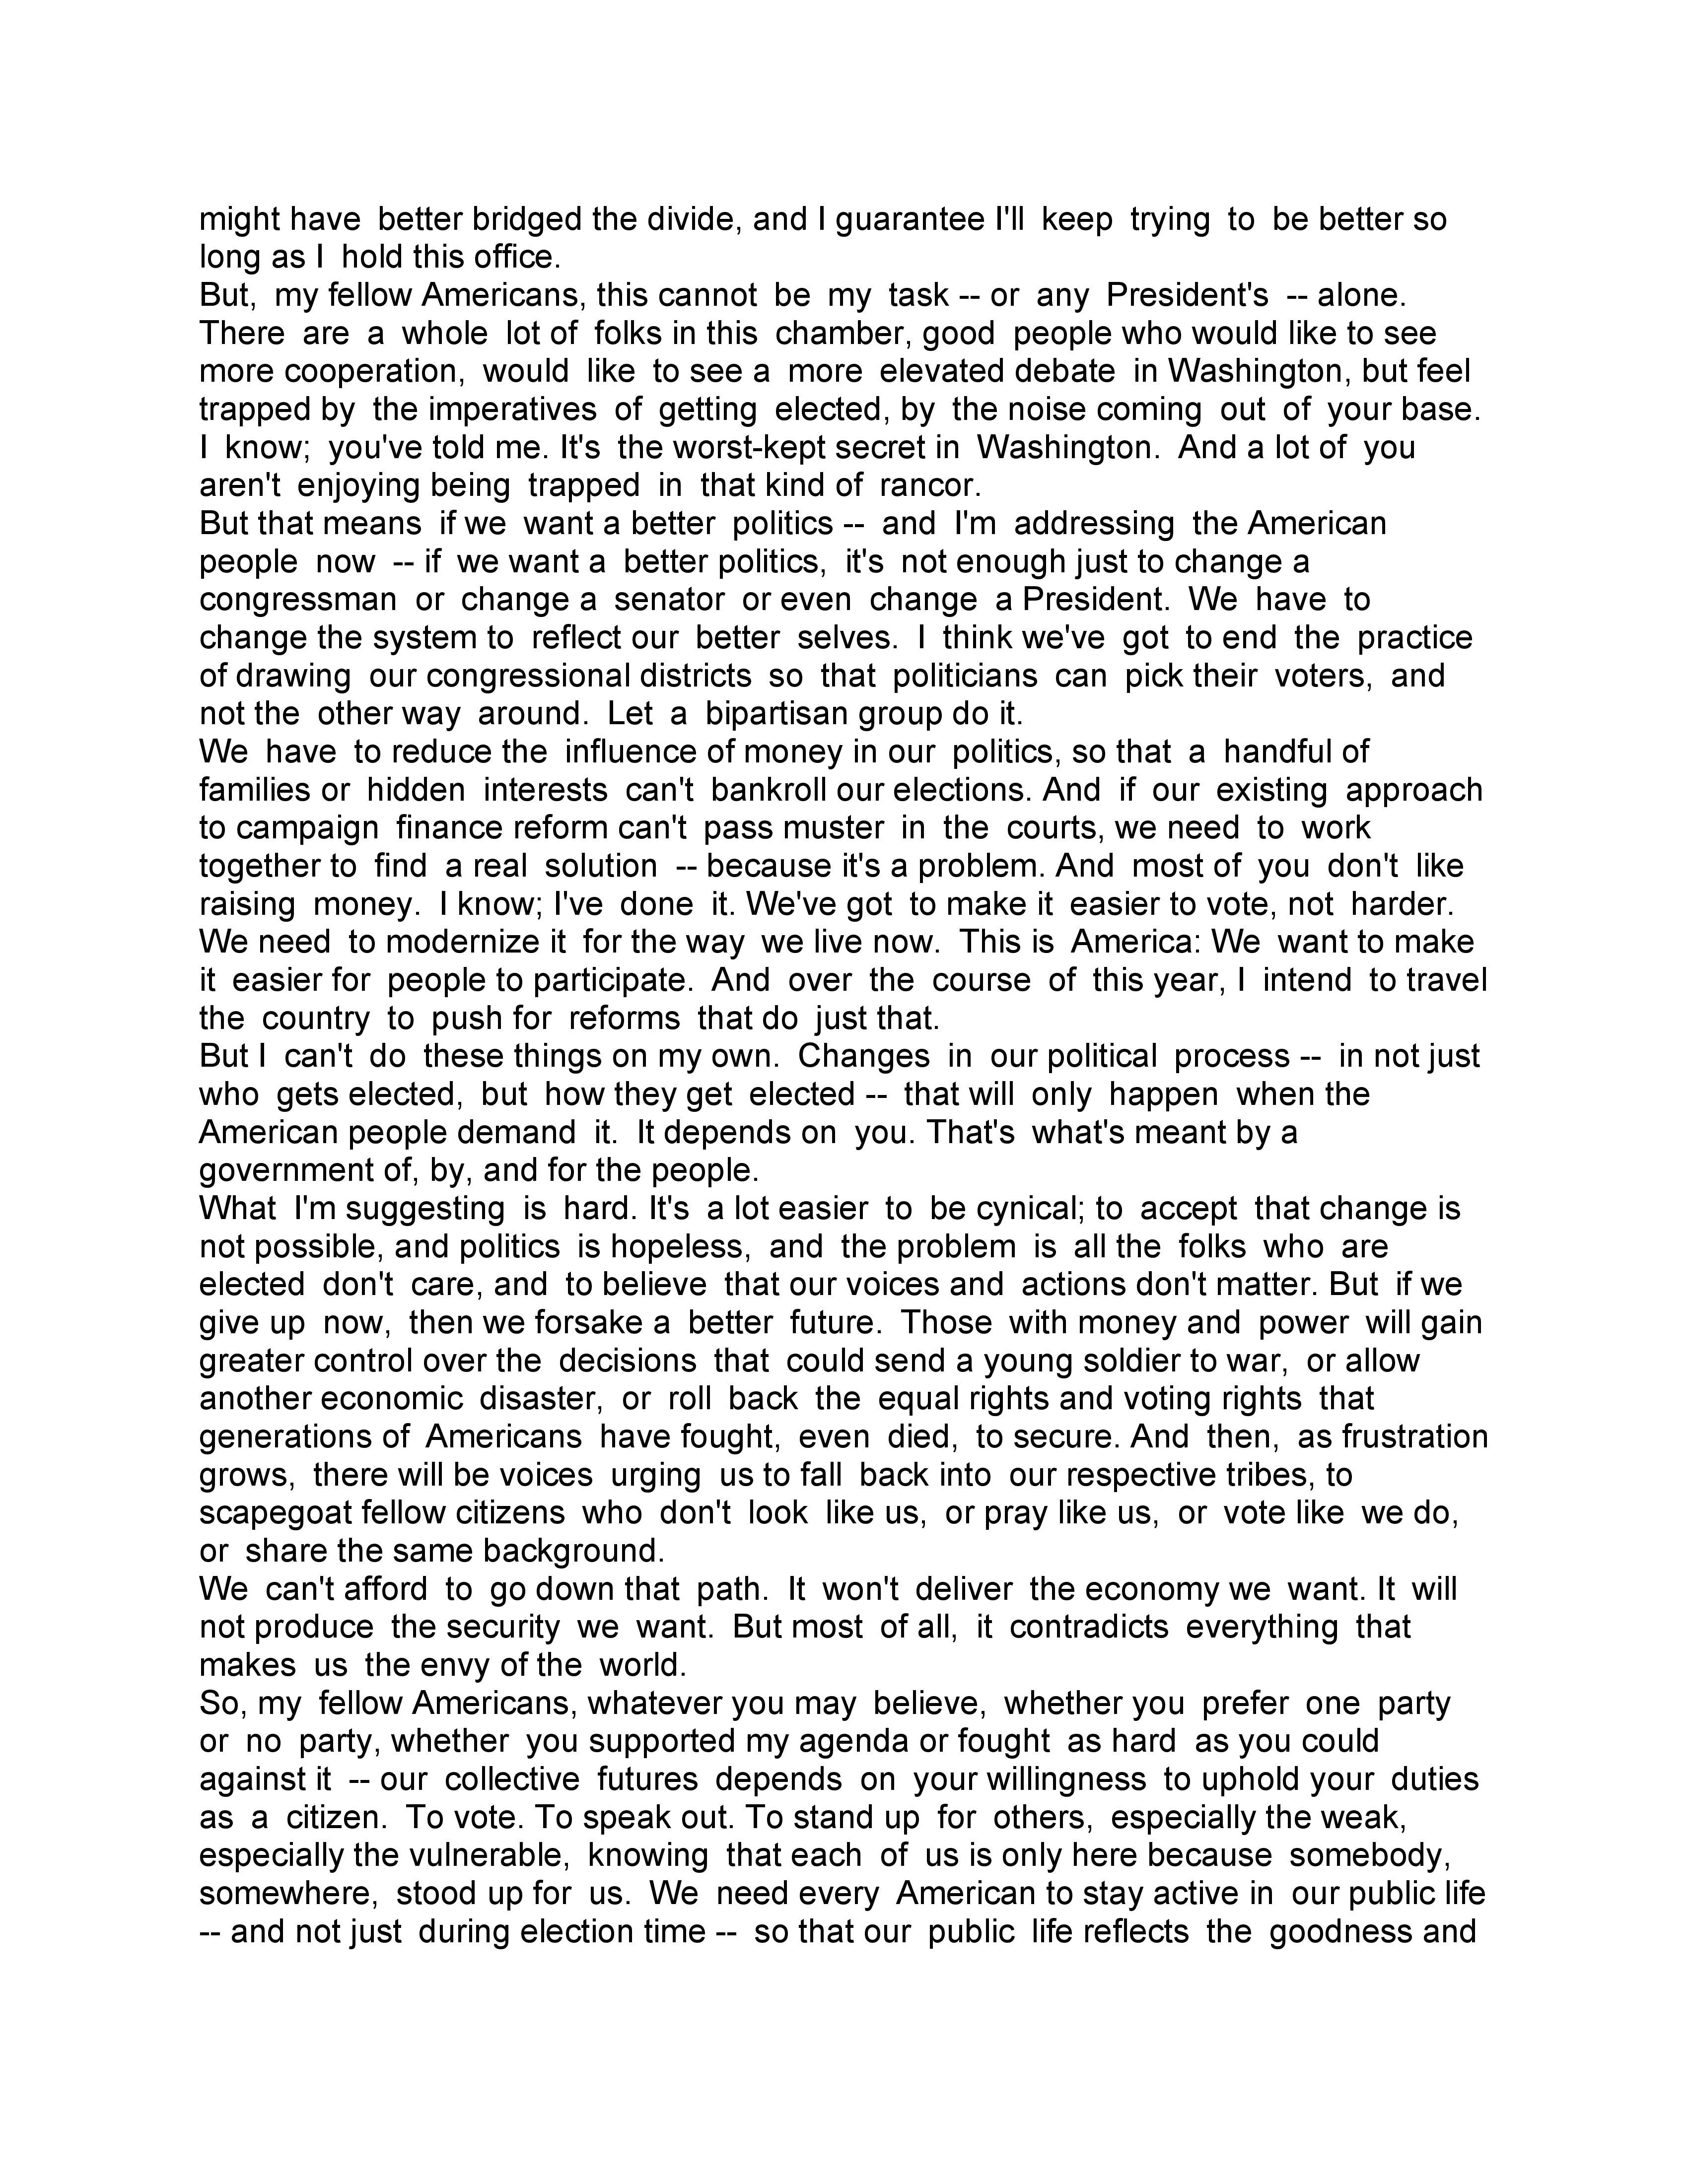 might have better bridged the divide, and I guarantee I'll keep trying to be better so
long as I hold this office.
But, my fellow Americans, this cannot be my task -- or any President's -- alone.
There are a whole lot of folks in this chamber, good people who would like to see
more cooperation, would like to see a more elevated debate in Washington, but feel
trapped by the imperatives of getting elected, by the noise coming out of your base.
I know; you've told me. It's the worst-kept secret in Washington. And a lot of you
aren't enjoying being trapped in that kind of rancor.
But that means if we want a better politics -- and I'm addressing the American
people now -- if we want a better politics, it's not enough just to change a
congressman or change a senator or even change a President. We have to
change the system to reflect our better selves. I think we've got to end the practice
of drawing our congressional districts so that politicians can pick their voters, and
not the other way around. Let a bipartisan group do it.
We have to reduce the influence of money in our politics, so that a handful of
families or hidden interests can't bankroll our elections. And if our existing approach
to campaign finance reform can't pass muster in the courts, we need to work
together to find a real solution -- because it's a problem. And most of you don't like
raising money. I know; I've done it. We've got to make it easier to vote, not harder.
We need to modernize it for the way we live now. This is America: We want to make
it easier for people to participate. And over the course of this year, I intend to travel
the country to push for reforms that do just that.
But I can't do these things on my own. Changes in our political process -- in not just
who gets elected, but how they get elected -- that will only happen when the
American people demand it. It depends on you. That's what's meant by a
government of, by, and for the people.
What I'm suggesting is hard. It's a lot easier to be cynical; to accept that change is
not possible, and politics is hopeless, and the problem is all the folks who are
elected don't care, and to believe that our voices and actions don't matter. But if we
give up now, then we forsake a better future. Those with money and power will gain
greater control over the decisions that could send a young soldier to war, or allow
another economic disaster, or roll back the equal rights and voting rights that
generations of Americans have fought, even died, to secure. And then, as frustration
grows, there will be voices urging us to fall back into our respective tribes, to
scapegoat fellow citizens who don't look like us, or pray like us, or vote like we do,
or share the same background.
We can't afford to go down that path. It won't deliver the economy we want. It will
not produce the security we want. But most of all, it contradicts everything that
makes us the envy of the world.
So, my fellow Americans, whatever you may believe, whether you prefer one party
or no party, whether you supported my agenda or fought as hard as you could
against it -- our collective futures depends on your willingness to uphold your duties
as a citizen. To vote. To speak out. To stand up for others, especially the weak,
especially the vulnerable, knowing that each of us is only here because somebody,
somewhere, stood up for us. We need every American to stay active in our public life
-- and not just during election time -- so that our public life reflects the goodness and